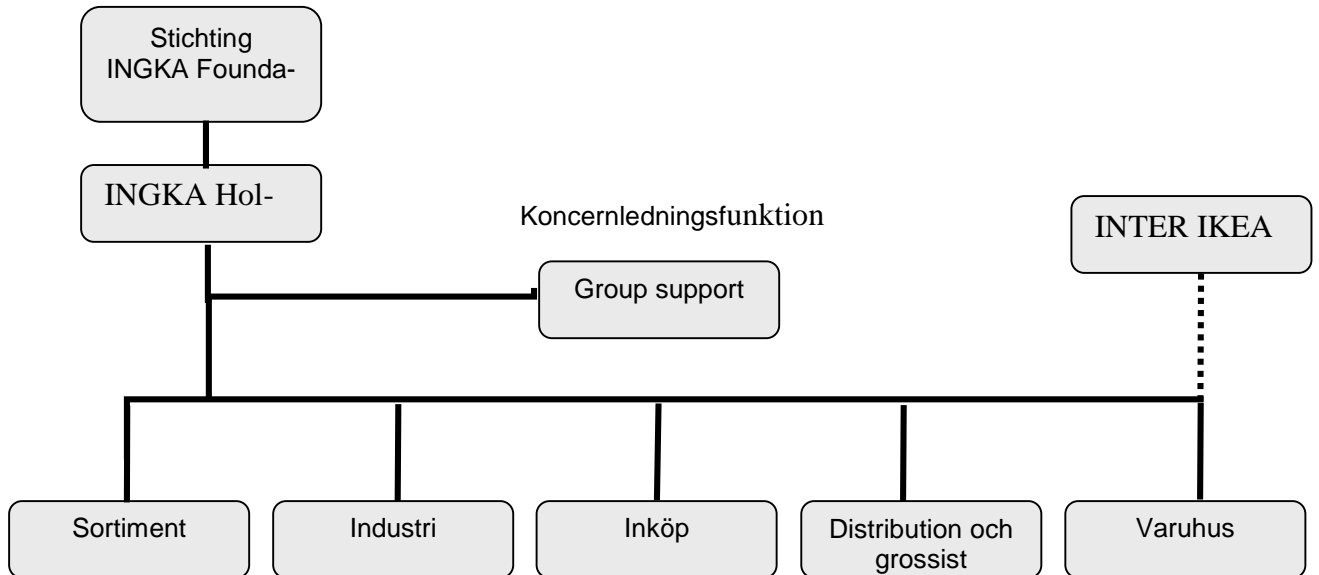 Stichting
INGKA Founda-
INGKA Hol-
Koncernledningsfunktion
INTER IKEA
Group support
Sortiment
Industri
Inköp
Distribution och
grossist
Varuhus